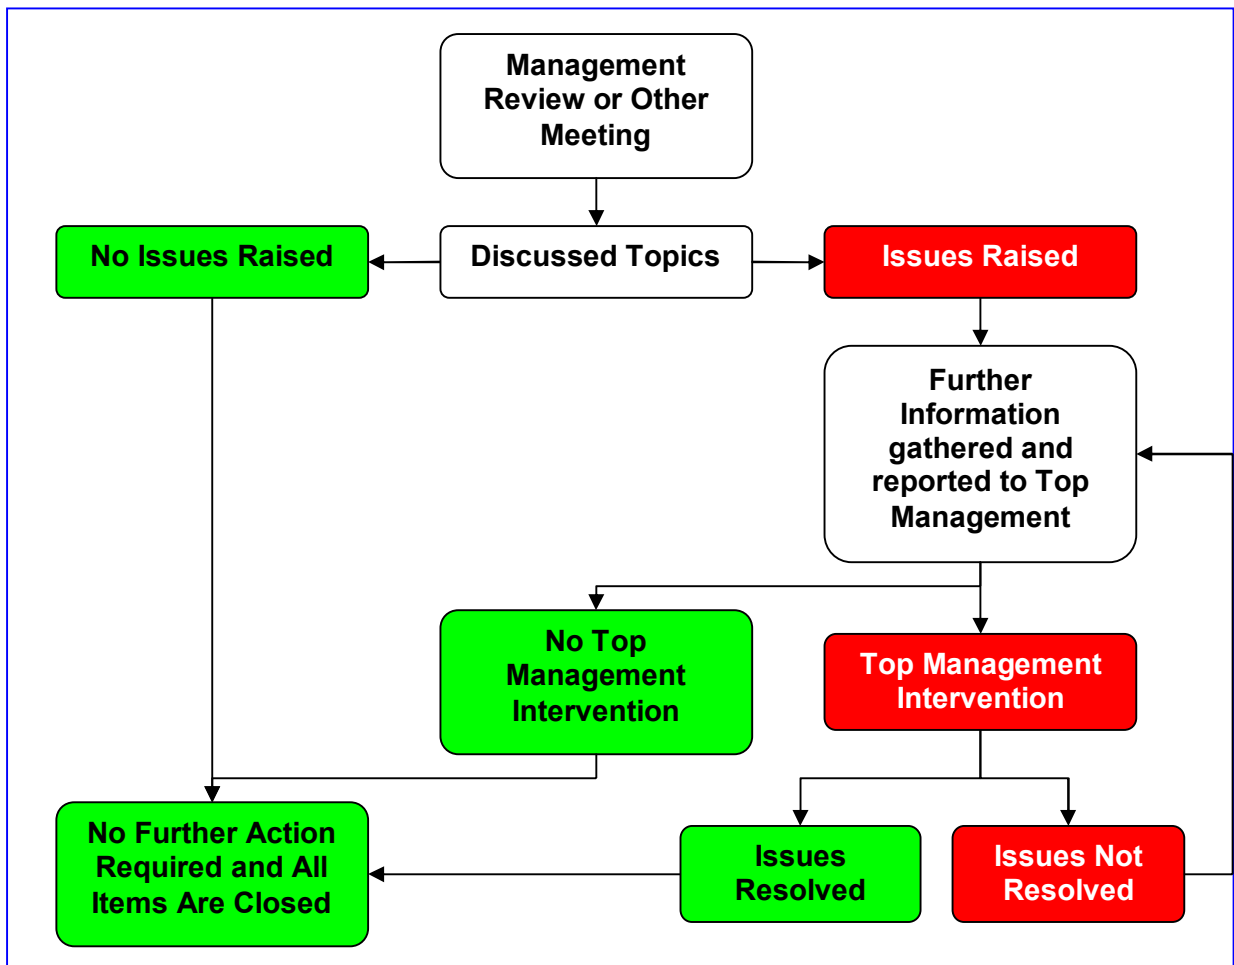 Management
Review or Other
Meeting
No Issues Raised
Discussed Topics
Issues Raised
Further
Information
gathered and
reported to Top
Management
No Top
Management
Intervention
Top Management
Intervention
No Further Action
Required and All
Items Are Closed
Issues
Resolved
Issues Not
Resolved